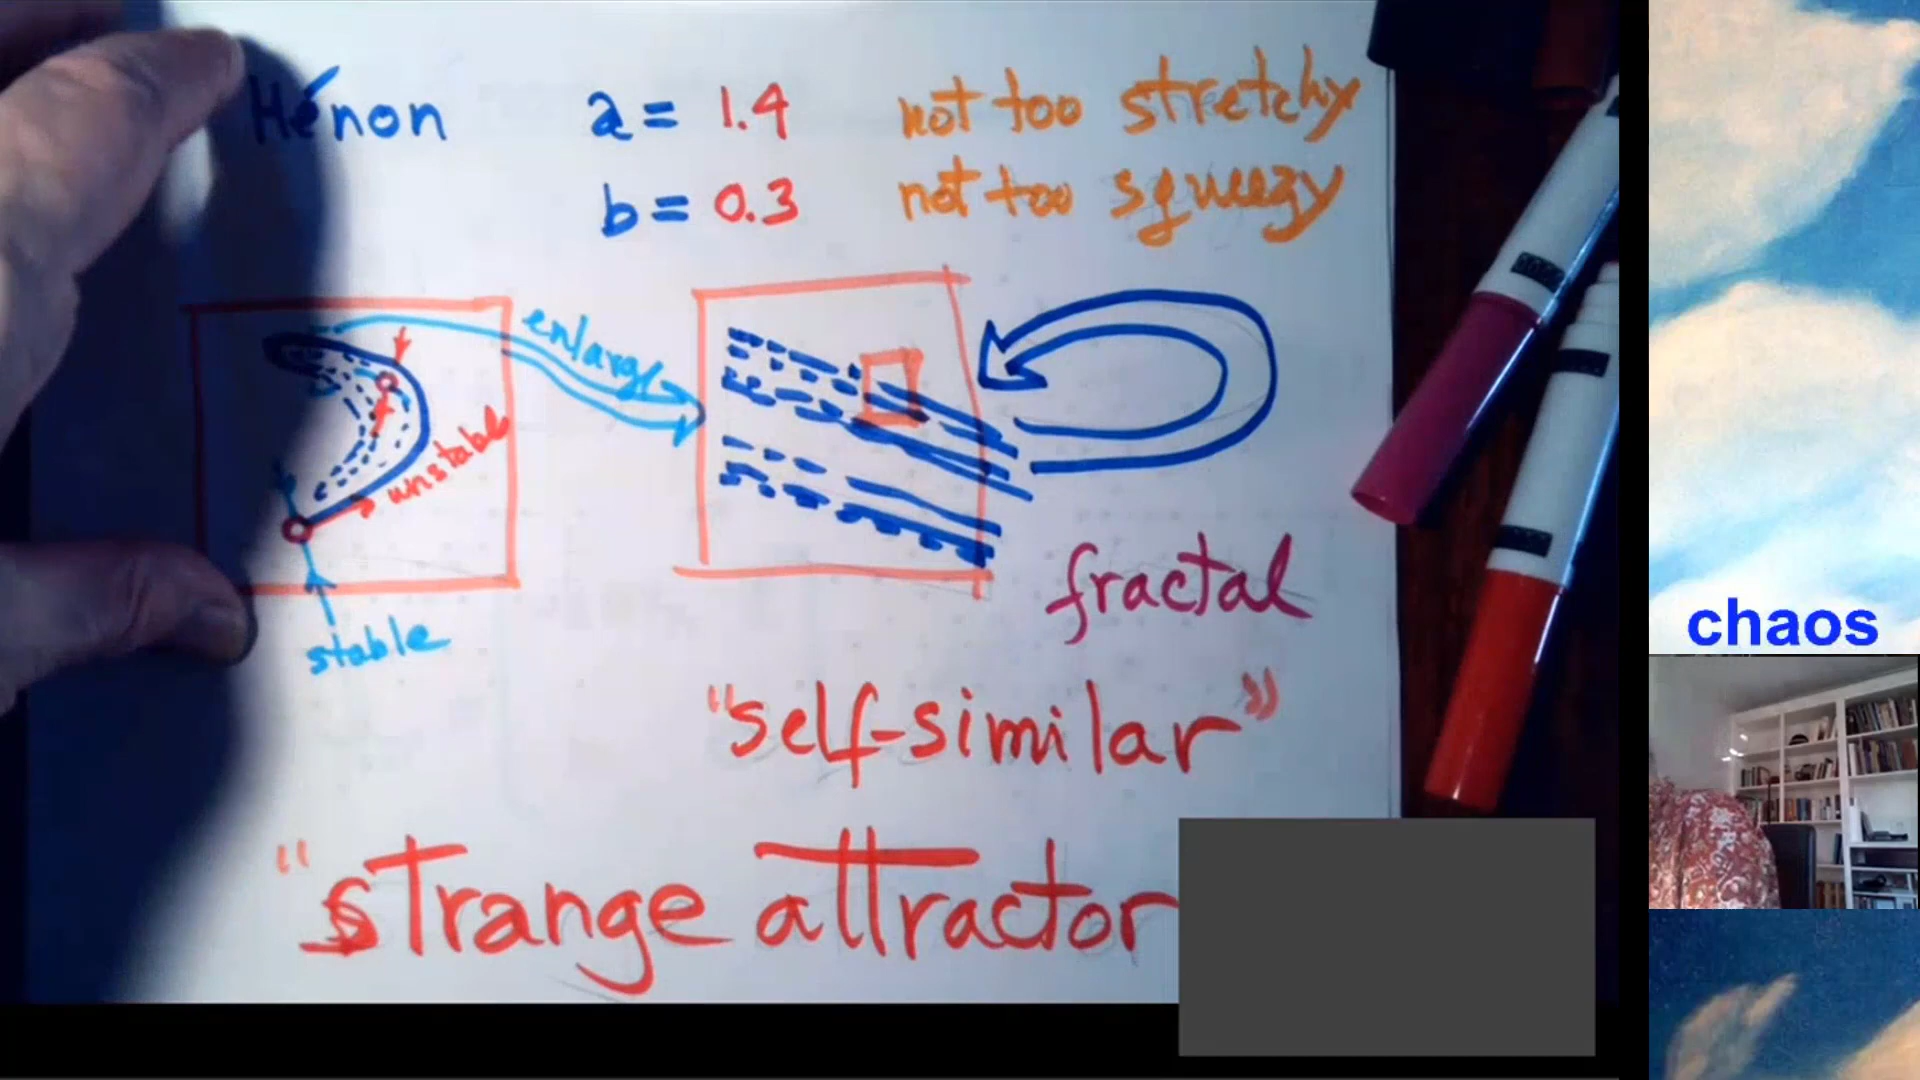 Hénon a = 1.4 not too stretchy
b = 0.3 not too squeezy
enlarge
unstable
stable
fractal
"self-similar"
"strange attractor
chaos